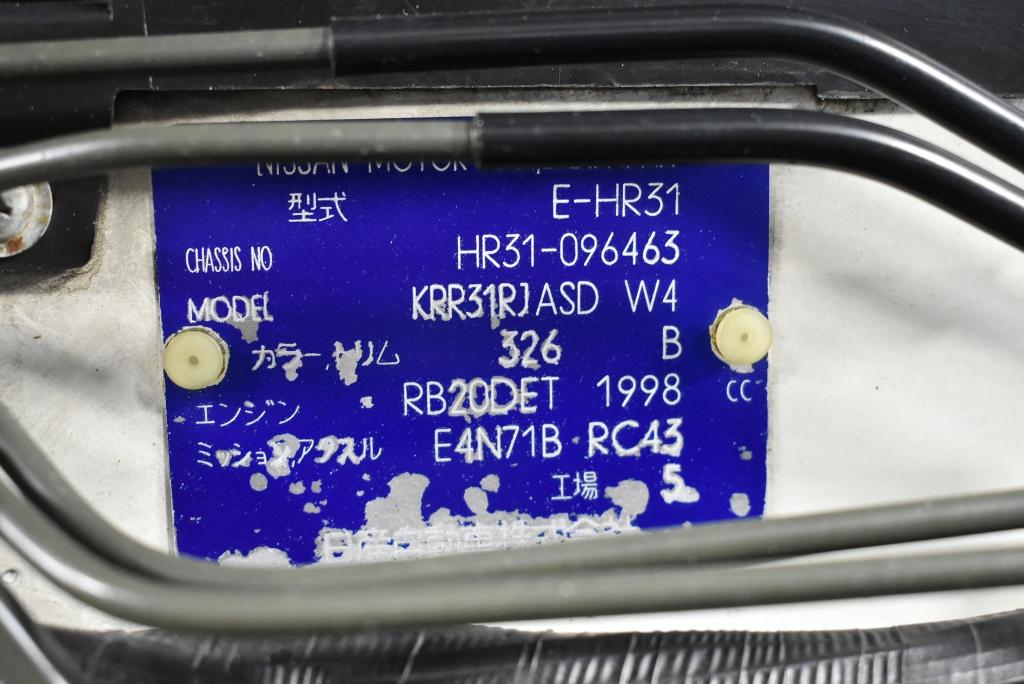 NISSAN MOTOR
型式 E-HR31
CHASSIS NO HR31-096463
MODEL KRR31RJASD W4
カラー トリム 326 B
エンジン RB20DET 1998 CC
ミッション,アクスル E4N71B RC43
工場 5
日産自動車株式会社